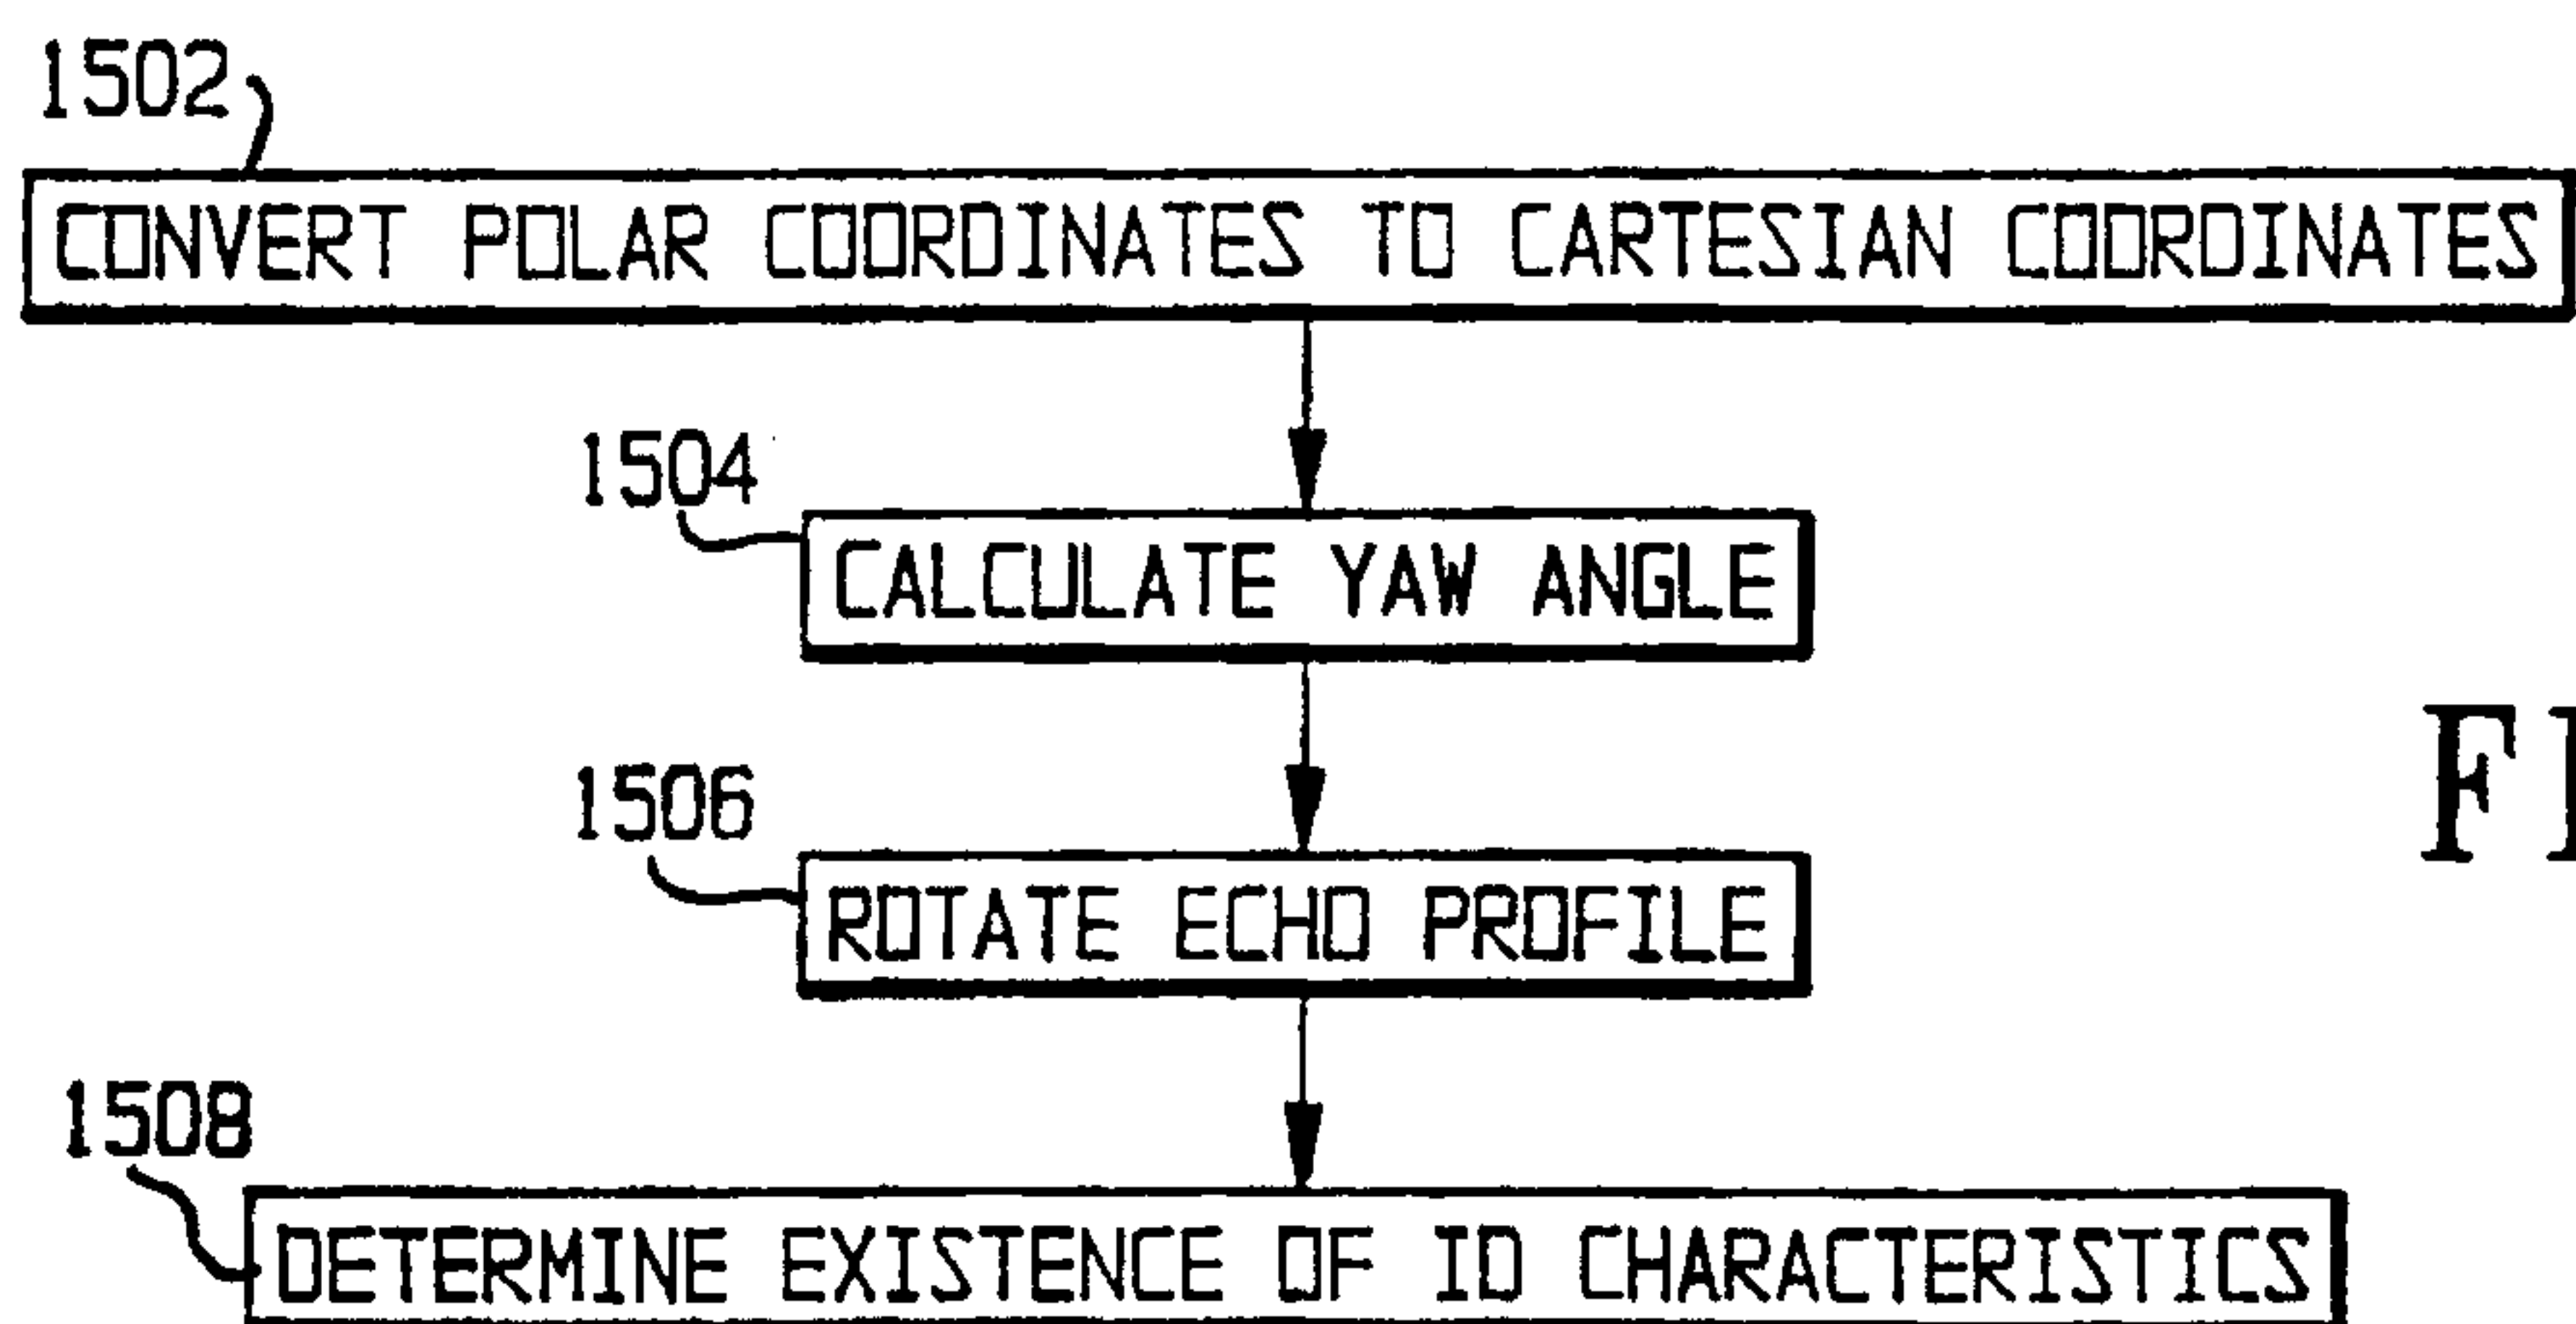 1502
CONVERT POLAR COORDINATES TO CARTESIAN COORDINATES
1504
CALCULATE YAW ANGLE
1506
ROTATE ECHO PROFILE
1508
DETERMINE EXISTENCE OF ID CHARACTERISTICS